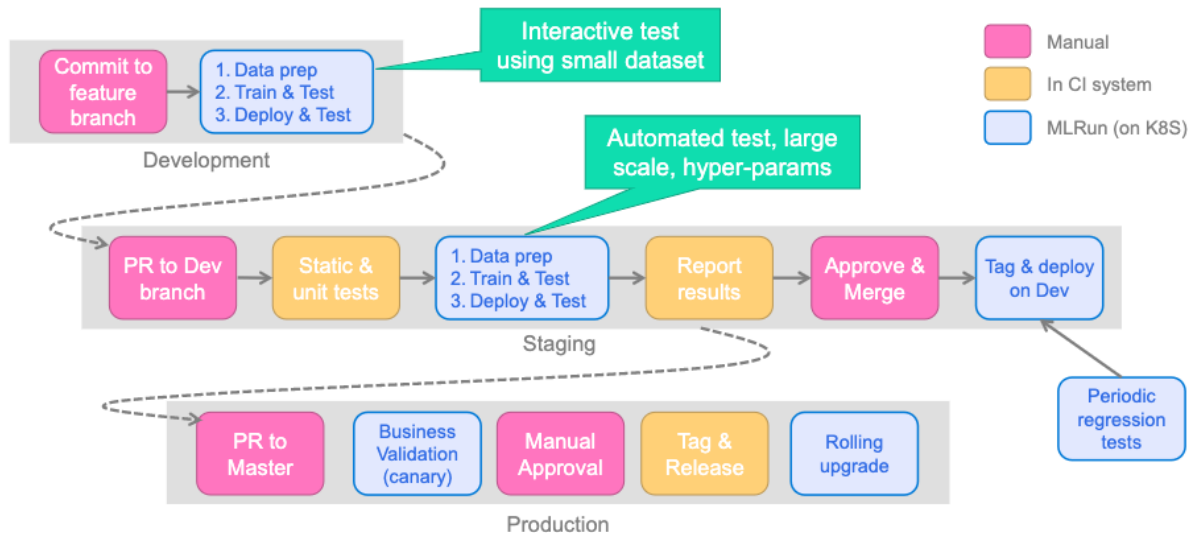 Interactive test
using small dataset
Manual
In CI system
MLRun (on K8S)
Commit to
feature
branch
1. Data prep
2. Train & Test
3. Deploy & Test
Development
Automated test, large
scale, hyper-params
PR to Dev
branch
Static &
unit tests
1. Data prep
2. Train & Test
3. Deploy & Test
Report
results
Approve &
Merge
Tag & deploy
on Dev
Staging
Periodic
regression
tests
PR to
Master
Business
Validation
(canary)
Manual
Approval
Tag &
Release
Rolling
upgrade
Production